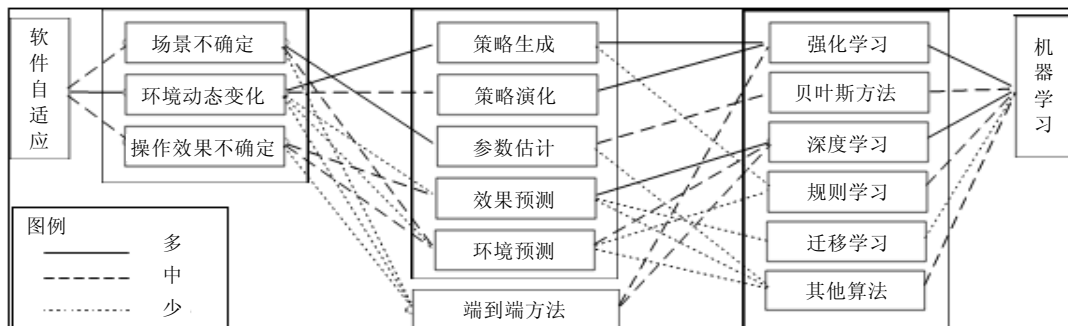 软件自适应
场景不确定
环境动态变化
操作效果不确定
策略生成
策略演化
参数估计
效果预测
环境预测
端到端方法
强化学习
贝叶斯方法
深度学习
规则学习
迁移学习
其他算法
机器学习
图例
多
中
少